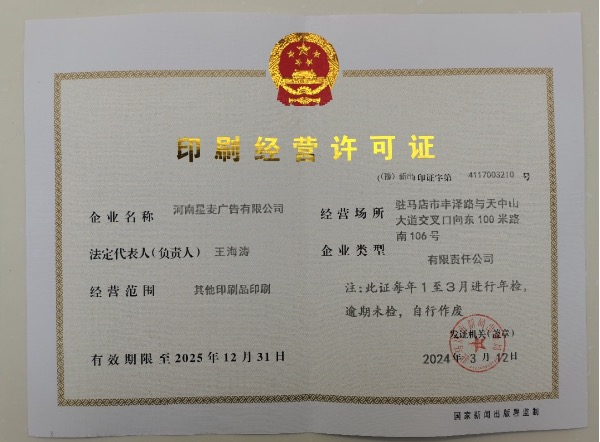 印刷经营许可证
(豫)新出印证字第 4117003210 号
企业名称 河南星麦广告有限公司
法定代表人(负责人) 王海涛
经营范围 其他印刷品印刷
有效期限至2025年12月31日
经营场所 驻马店市丰泽路与天中山
大道交叉口向东100米路
南106号
企业类型 有限责任公司
注：此证每年1至3月进行年检，
逾期未检，自行作废
发证机关(盖章)
2024年3月12日
国家新闻出版署监制